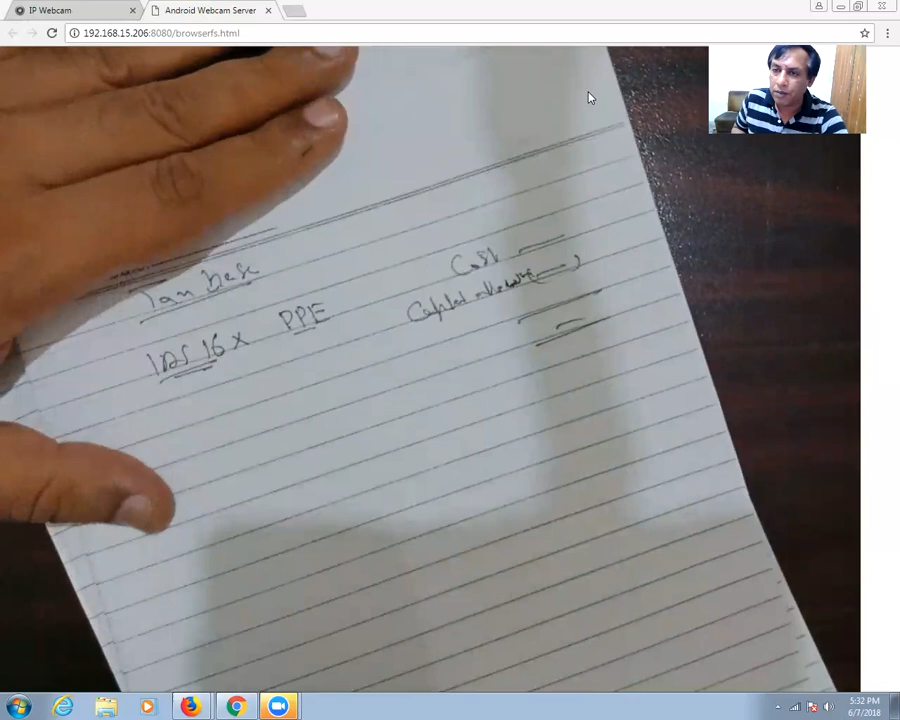 IP Webcam
Android Webcam Server
192.168.15.206:8080/browserfs.html
Tax base
IAS 16 x PPE
Cost
Capital allowance
5:32 PM
6/7/2018